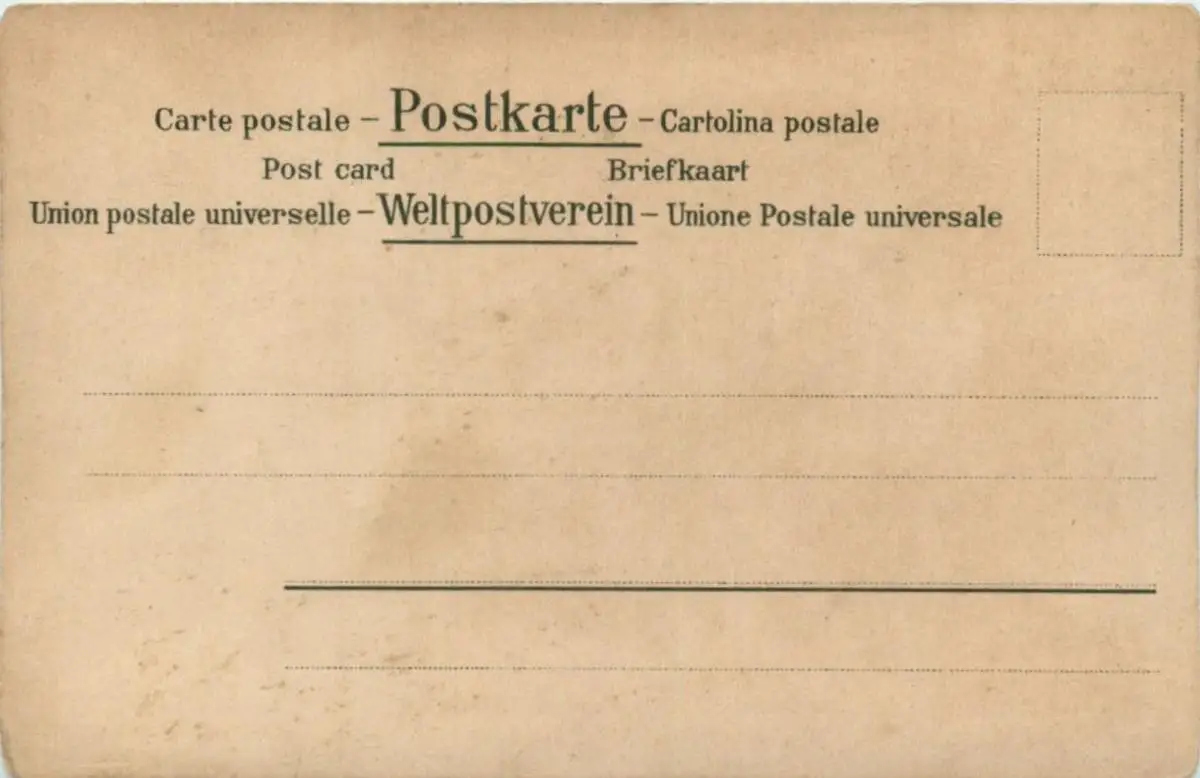 Carte postale – Postkarte – Cartolina postale
Post card Briefkaart
Union postale universelle – Weltpostverein – Unione Postale universale